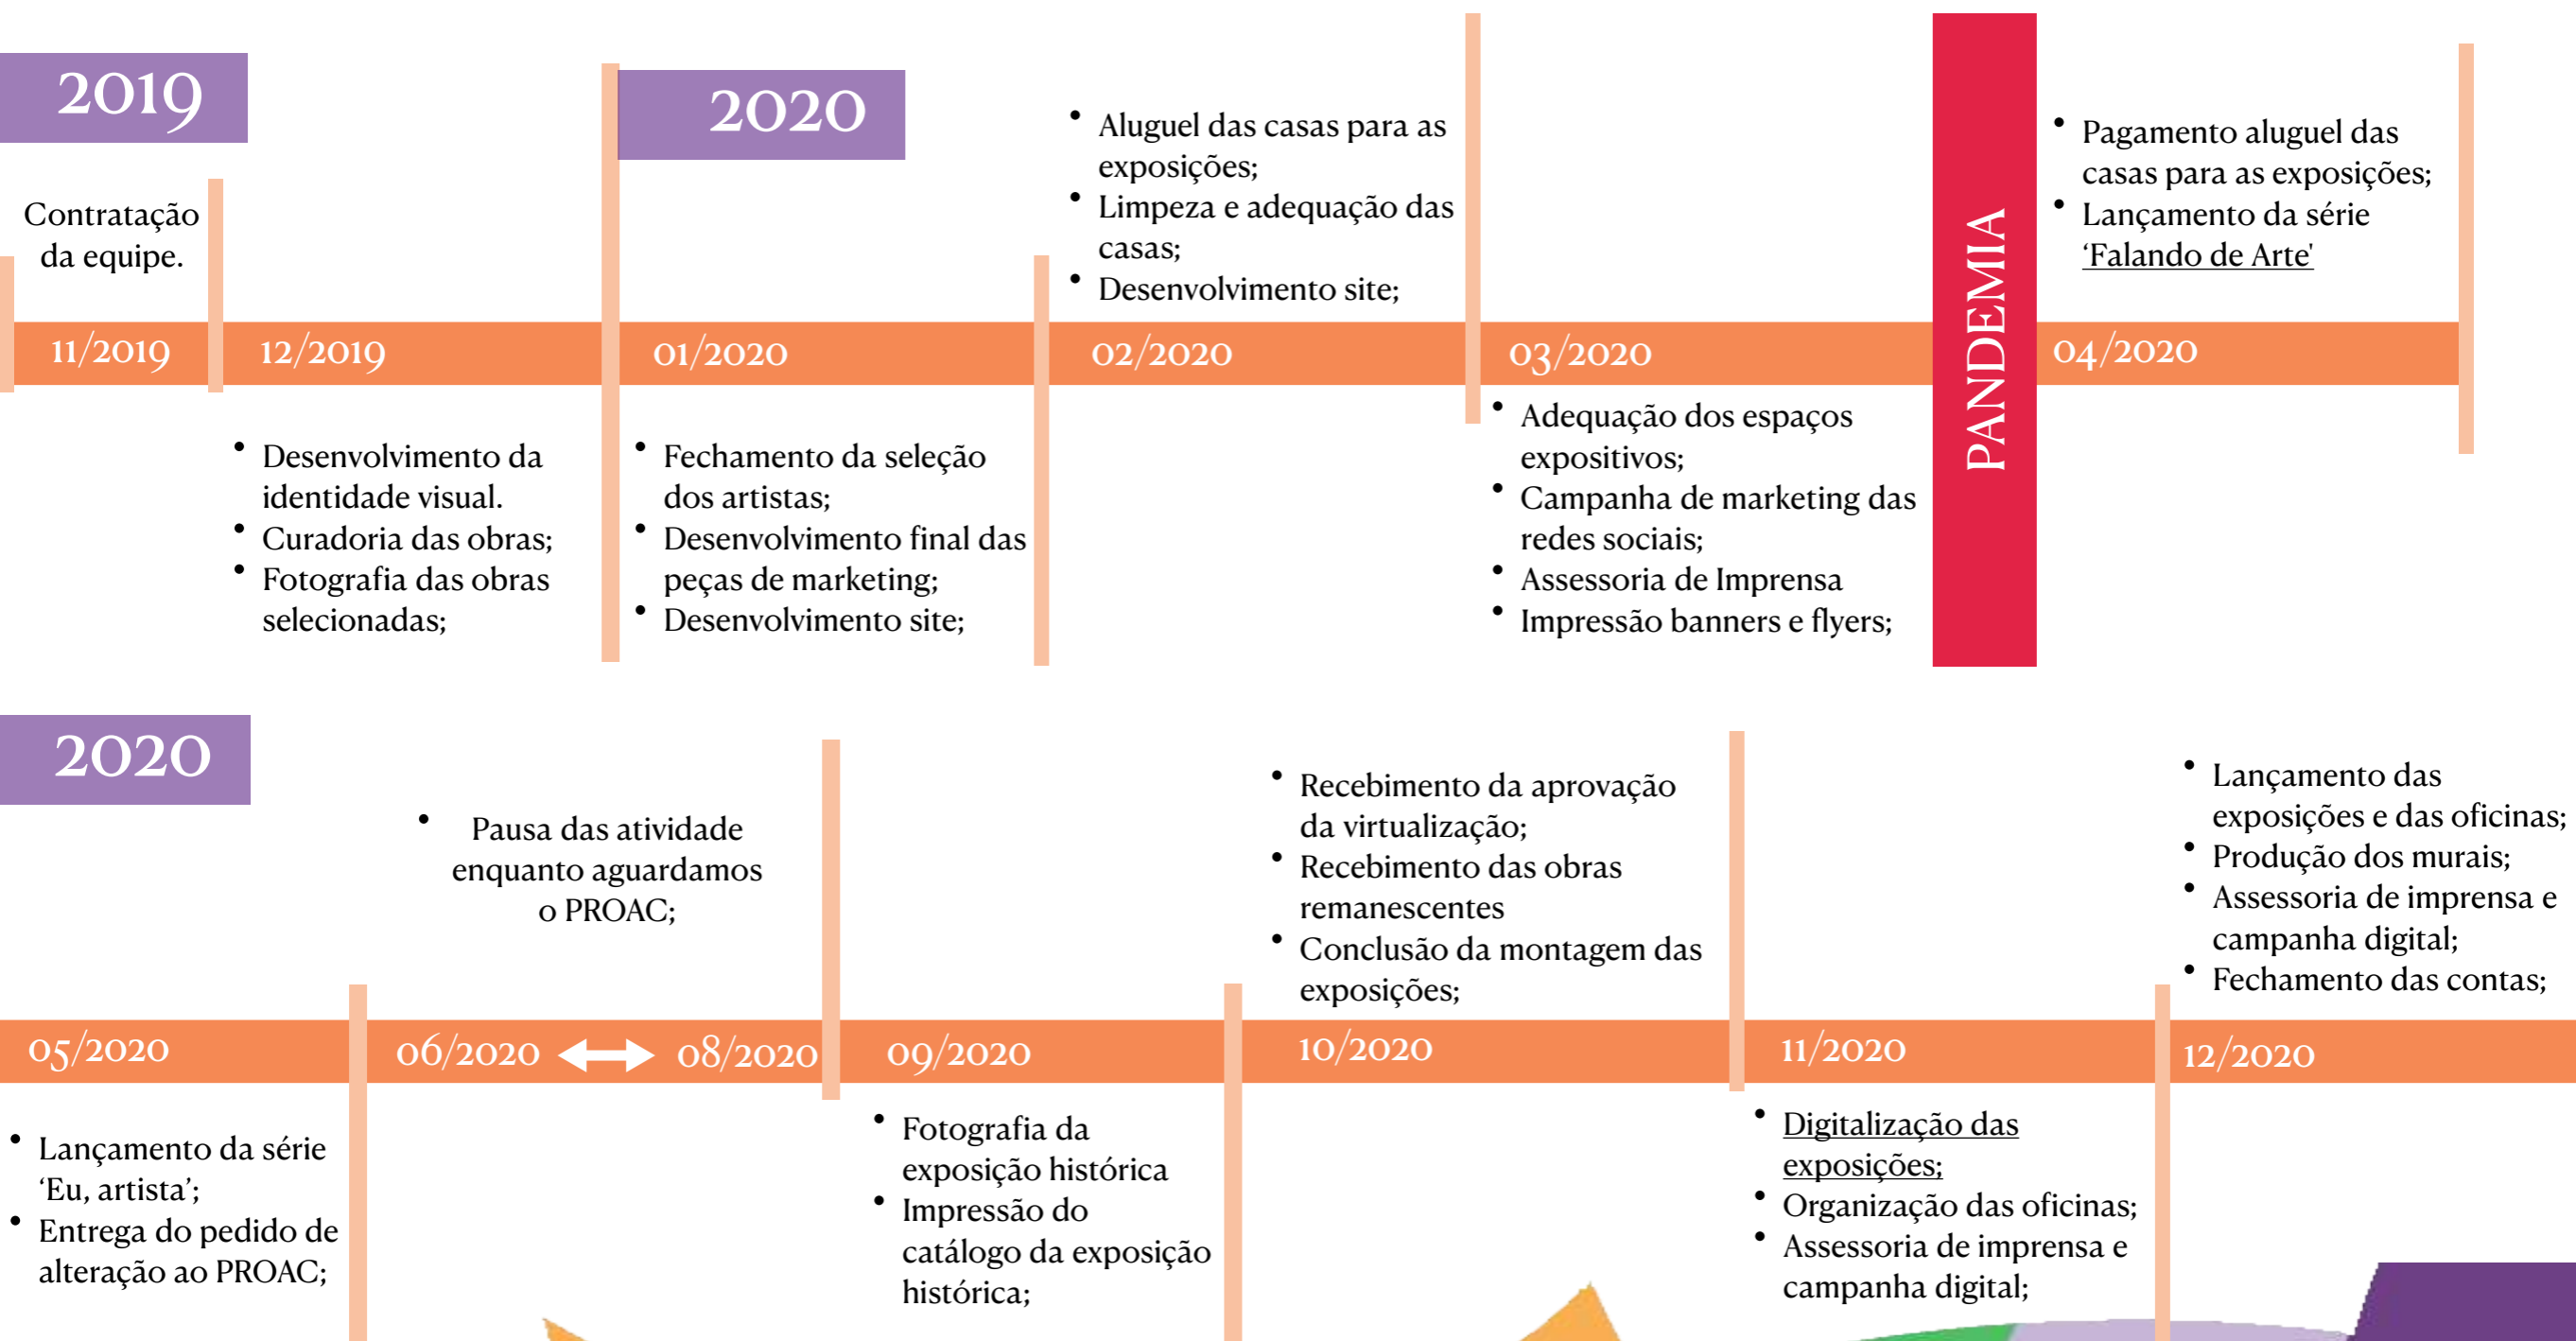 2019
Contratação
da equipe.
11/2019
12/2019
• Desenvolvimento da
identidade visual.
• Curadoria das obras;
• Fotografia das obras
selecionadas;
2020
01/2020
• Fechamento da seleção
dos artistas;
• Desenvolvimento final das
peças de marketing;
• Desenvolvimento site;
• Aluguel das casas para as
exposições;
• Limpeza e adequação das
casas;
• Desenvolvimento site;
02/2020
03/2020
• Adequação dos espaços
expositivos;
• Campanha de marketing das
redes sociais;
• Assessoria de Imprensa
• Impressão banners e flyers;
PANDEMIA
• Pagamento aluguel das
casas para as exposições;
• Lançamento da série
‘Falando de Arte'
04/2020
2020
05/2020
• Lançamento da série
‘Eu, artista’;
• Entrega do pedido de
alteração ao PROAC;
• Pausa das atividade
enquanto aguardamos
o PROAC;
06/2020 ↔ 08/2020
09/2020
• Fotografia da
exposição histórica
• Impressão do
catálogo da exposição
histórica;
• Recebimento da aprovação
da virtualização;
• Recebimento das obras
remanescentes
• Conclusão da montagem das
exposições;
10/2020
11/2020
• Digitalização das
exposições;
• Organização das oficinas;
• Assessoria de imprensa e
campanha digital;
• Lançamento das
exposições e das oficinas;
• Produção dos murais;
• Assessoria de imprensa e
campanha digital;
• Fechamento das contas;
12/2020